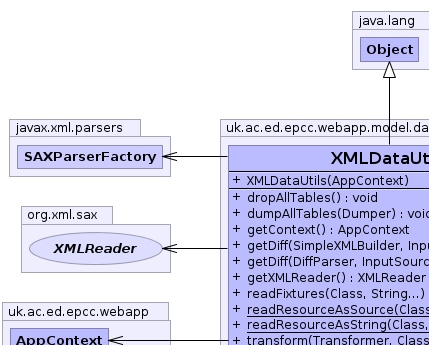 java.lang
Object
javax.xml.parsers
SAXParserFactory
org.xml.sax
XMLReader
uk.ac.ed.epcc.webapp
AppContext
uk.ac.ed.epcc.webapp.model.da
XMLDataUt
+ XMLDataUtils(AppContext)
+ dropAllTables() : void
+ dumpAllTables(Dumper) : voi
+ getContext() : AppContext
+ getDiff(SimpleXMLBuilder, Inpu
+ getDiff(DiffParser, InputSourc
+ getXMLReader() : XMLReader
+ readFixtures(Class, String...)
+ readResourceAsSource(Class
+ readResourceAsString(Class,
+ transform(Transformer, Class